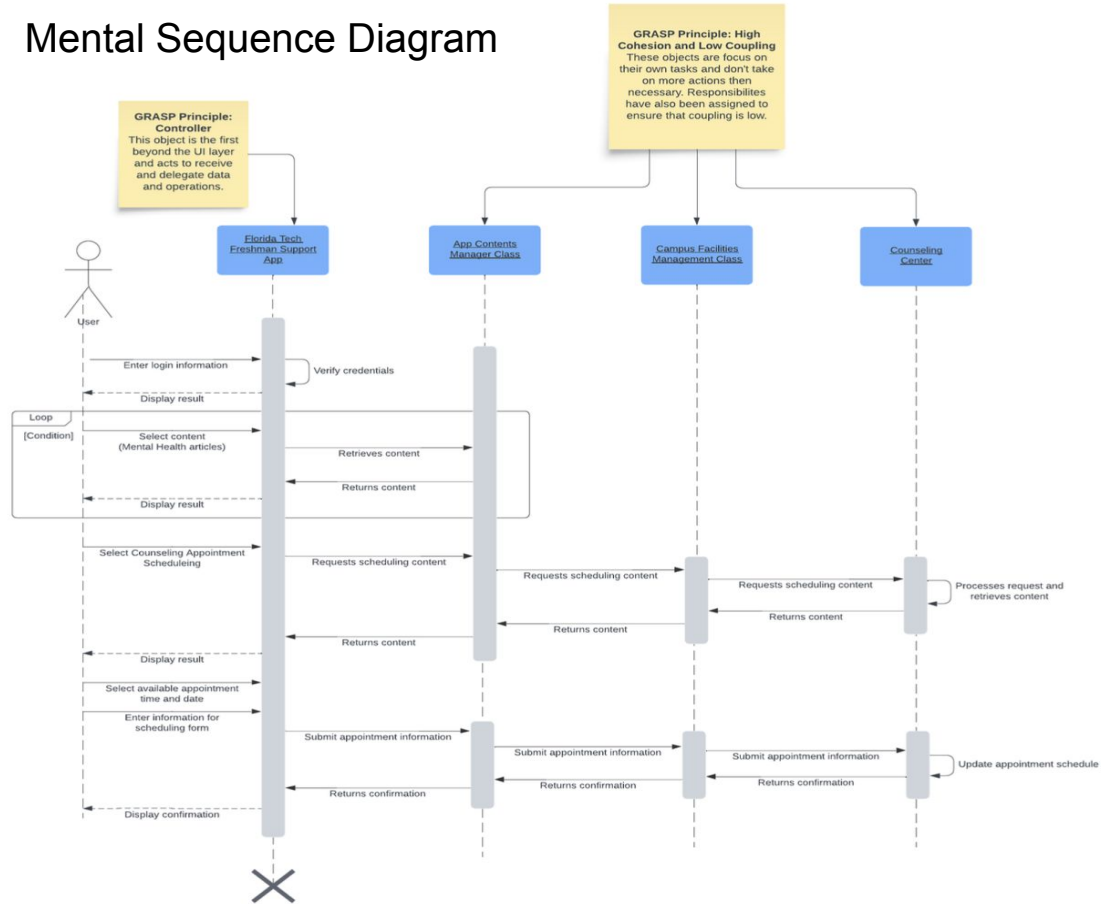 Mental Sequence Diagram
GRASP Principle: High
Cohesion and Low Coupling
These objects are focus on
their own tasks and don't take
on more actions then
necessary. Responsibilites
have also been assigned to
ensure that coupling is low.
GRASP Principle:
Controller
This object is the first
beyond the UI layer
and acts to receive
and delegate data
and operations.
User
Florida Tech
Freshman Support
App
App Contents
Manager Class
Campus Facilities
Management Class
Counseling
Center
Enter login information
Verify credentials
Display result
Loop
[Condition]
Select content
(Mental Health articles)
Retrieves content
Returns content
Display result
Select Counseling Appointment
Scheduleing
Requests scheduling content
Requests scheduling content
Requests scheduling content
Processes request and
retrieves content
Returns content
Returns content
Returns content
Display result
Select available appointment
time and date
Enter information for
scheduling form
Submit appointment information
Submit appointment information
Submit appointment information
Update appointment schedule
Returns confirmation
Returns confirmation
Returns confirmation
Display confirmation